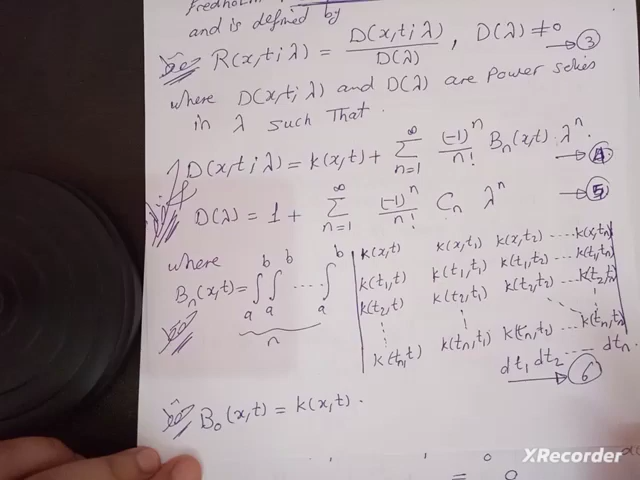 Fredholm
and is defined by
R(x,t;λ) = D(x,t;λ) / D(λ) , D(λ) ≠ 0 → ③
where D(x,t;λ) and D(λ) are power series
in λ such that.
D(x,t;λ) = k(x,t) + ∑_{n=1}^{∞} (-1)^n / n! B_n(x,t) . λ^n. → ④
D(λ) = 1 + ∑_{n=1}^{∞} (-1)^n / n! C_n λ^n → ⑤
where
B_n(x,t) = ∫_a^b ∫_a^b ..... ∫_a^b
n
| k(x,t) k(x,t_1) k(x,t_2) ..... k(x,t_n) |
| k(t_1,t) k(t_1,t_1) k(t_1,t_2) ..... k(t_1,t_n) |
| k(t_2,t) k(t_2,t_1) k(t_2,t_2) ..... k(t_2,t_n) |
| k(t_n,t) k(t_n,t_1) k(t_n,t_2) ... k(t_n,t_n) |
dt_1 dt_2 ..... dt_n. → ⑥
B_0(x,t) = k(x,t).
= 0
XRecorder